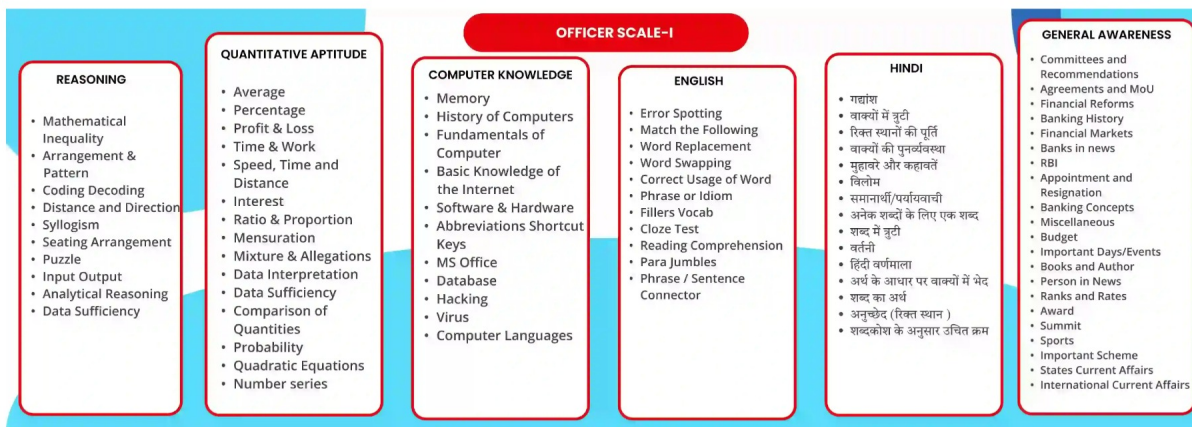 OFFICER SCALE-I
REASONING
• Mathematical
Inequality
• Arrangement &
Pattern
• Coding Decoding
• Distance and Direction
• Syllogism
• Seating Arrangement
• Puzzle
• Input Output
• Analytical Reasoning
• Data Sufficiency
QUANTITATIVE APTITUDE
• Average
• Percentage
• Profit & Loss
• Time & Work
• Speed, Time and
Distance
• Interest
• Ratio & Proportion
• Mensuration
• Mixture & Allegations
• Data Interpretation
• Data Sufficiency
• Comparison of
Quantities
• Probability
• Quadratic Equations
• Number series
COMPUTER KNOWLEDGE
• Memory
• History of Computers
• Fundamentals of
Computer
• Basic Knowledge of
the Internet
• Software & Hardware
• Abbreviations Shortcut
Keys
• MS Office
• Database
• Hacking
• Virus
• Computer Languages
ENGLISH
• Error Spotting
• Match the Following
• Word Replacement
• Word Swapping
• Correct Usage of Word
• Phrase or Idiom
• Fillers Vocab
• Cloze Test
• Reading Comprehension
• Para Jumbles
• Phrase / Sentence
Connector
HINDI
• गद्यांश
• वाक्यों में त्रुटी
• रिक्त स्थानों की पूर्ति
• वाक्यों की पुनर्व्यवस्था
• मुहावरे और कहावतें
• विलोम
• समानार्थी/पर्यायवाची
• अनेक शब्दों के लिए एक शब्द
• शब्द में त्रुटी
• वर्तनी
• हिंदी वर्णमाला
• अर्थ के आधार पर वाक्यों में भेद
• शब्द का अर्थ
• अनुच्छेद (रिक्त स्थान )
• शब्दकोश के अनुसार उचित क्रम
GENERAL AWARENESS
• Committees and
Recommendations
• Agreements and MoU
• Financial Reforms
• Banking History
• Financial Markets
• Banks in news
• RBI
• Appointment and
Resignation
• Banking Concepts
• Miscellaneous
• Budget
• Important Days/Events
• Books and Author
• Person in News
• Ranks and Rates
• Award
• Summit
• Sports
• Important Scheme
• States Current Affairs
• International Current Affairs